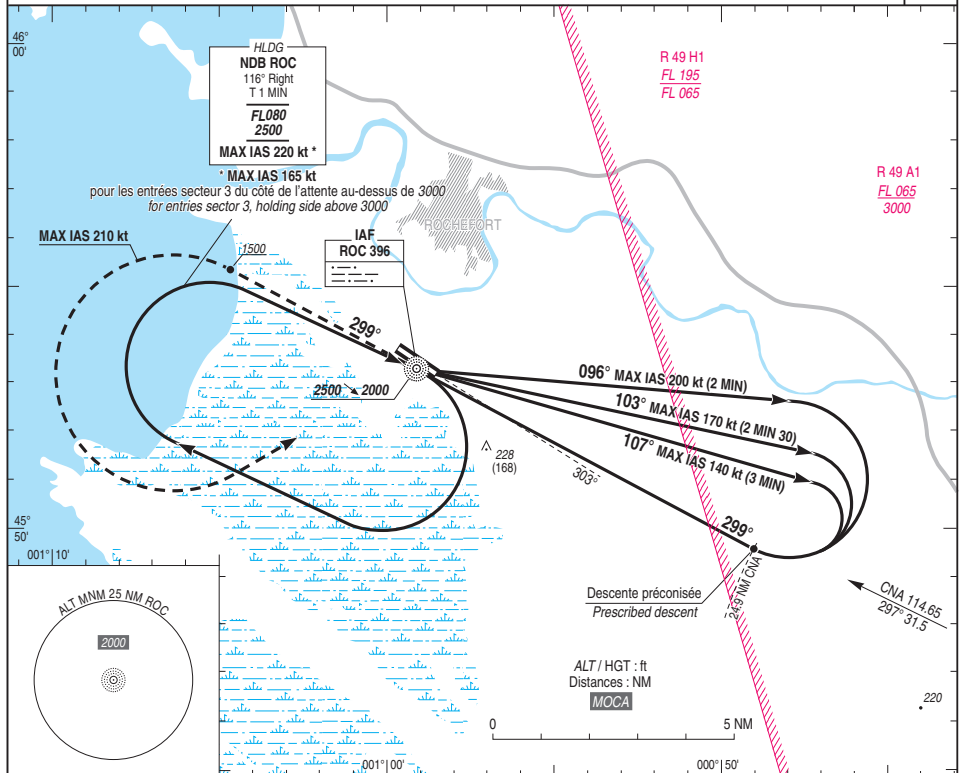 46°
00'
HLDG
NDB ROC
116° Right
T 1 MIN
FL080
2500
MAX IAS 220 kt *
* MAX IAS 165 kt
pour les entrées secteur 3 du côté de l'attente au-dessus de 3000
for entries sector 3, holding side above 3000
R 49 H1
FL 195
FL 065
R 49 A1
FL 065
3000
ROCHEFORT
MAX IAS 210 kt
1500
IAF
ROC 396
299°
2500 ↘ 2000
096° MAX IAS 200 kt (2 MIN)
103° MAX IAS 170 kt (2 MIN 30)
107° MAX IAS 140 kt (3 MIN)
228
(168)
303°
299°
45°
50'
001° 10'
Descente préconisée
Prescribed descent
24.9 NM CNA
CNA 114.65
297° 31.5
ALT MNM 25 NM ROC
2000
ALT / HGT : ft
Distances : NM
MOCA
0
5 NM
220
001° 00'
000° 50'